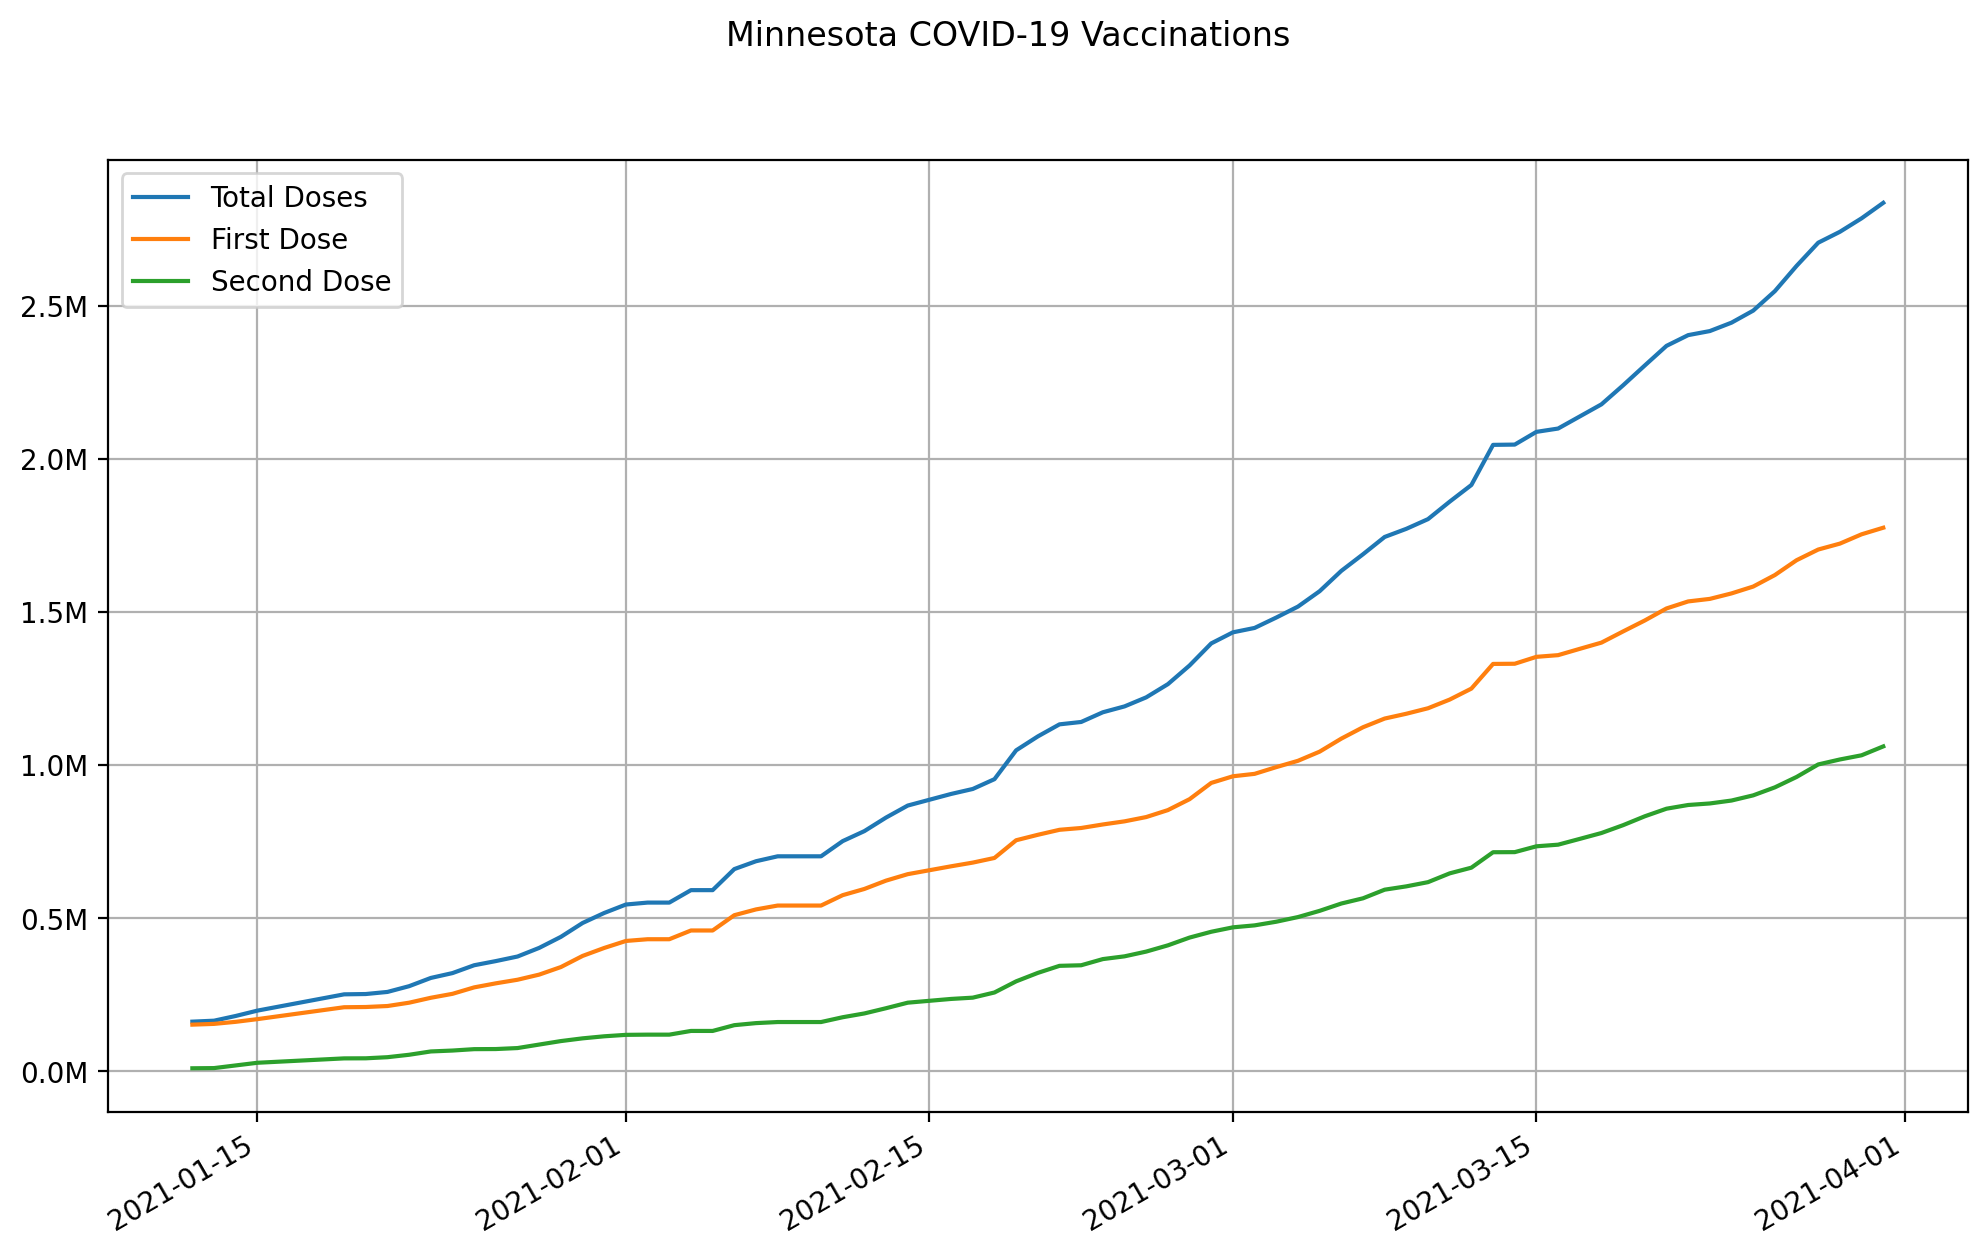 Minnesota COVID-19 Vaccinations
Total Doses
First Dose
Second Dose
2.5M
2.0M
1.5M
1.0M
0.5M
0.0M
2021-01-15
2021-02-01
2021-02-15
2021-03-01
2021-03-15
2021-04-01